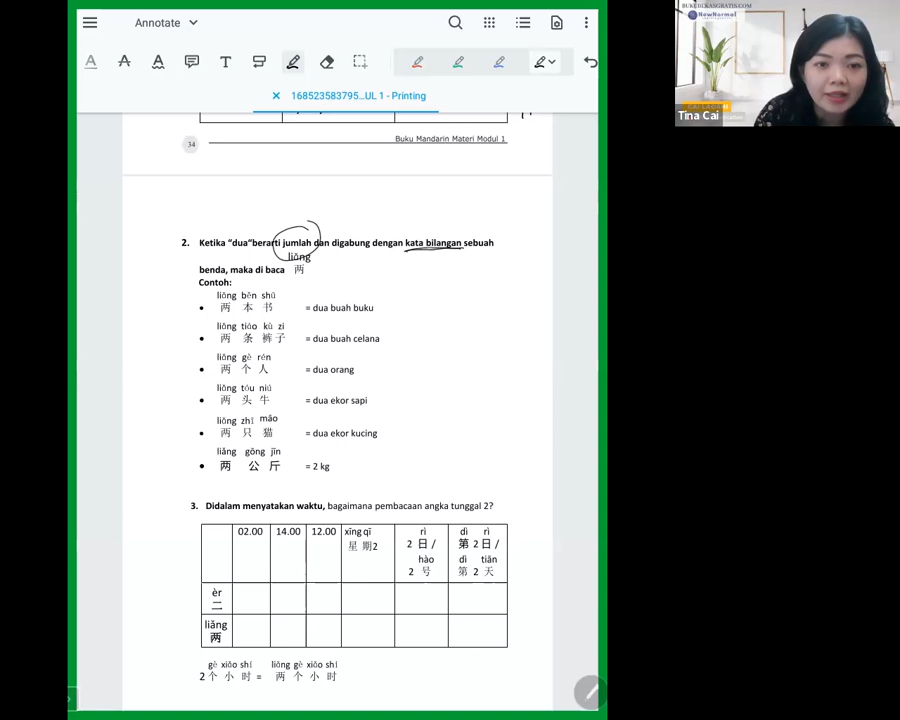 Annotate
168523583795...UL 1 - Printing
34
Buku Mandarin Materi Modul 1
2. Ketika “dua”berarti jumlah dan digabung dengan kata bilangan sebuah
liǎng
benda, maka di baca 两
Contoh:
liǎng běn shū
• 两 本 书 = dua buah buku
liǎng tiáo kù zi
• 两 条 裤 子 = dua buah celana
liǎng gè rén
• 两 个 人 = dua orang
liǎng tóu niú
• 两 头 牛 = dua ekor sapi
liǎng zhī māo
• 两 只 猫 = dua ekor kucing
liǎng gōng jīn
• 两 公 斤 = 2 kg
3. Didalam menyatakan waktu, bagaimana pembacaan angka tunggal 2?
02.00 14.00 12.00 xīng qī rì dì rì
星 期2 2 日 / 第 2 日 /
hào dì tiān
2 号 第 2 天
èr
二
liǎng
两
gè xiǎo shí liǎng gè xiǎo shí
2 个 小 时 = 两 个 小 时
NewNormal
Tina Cai